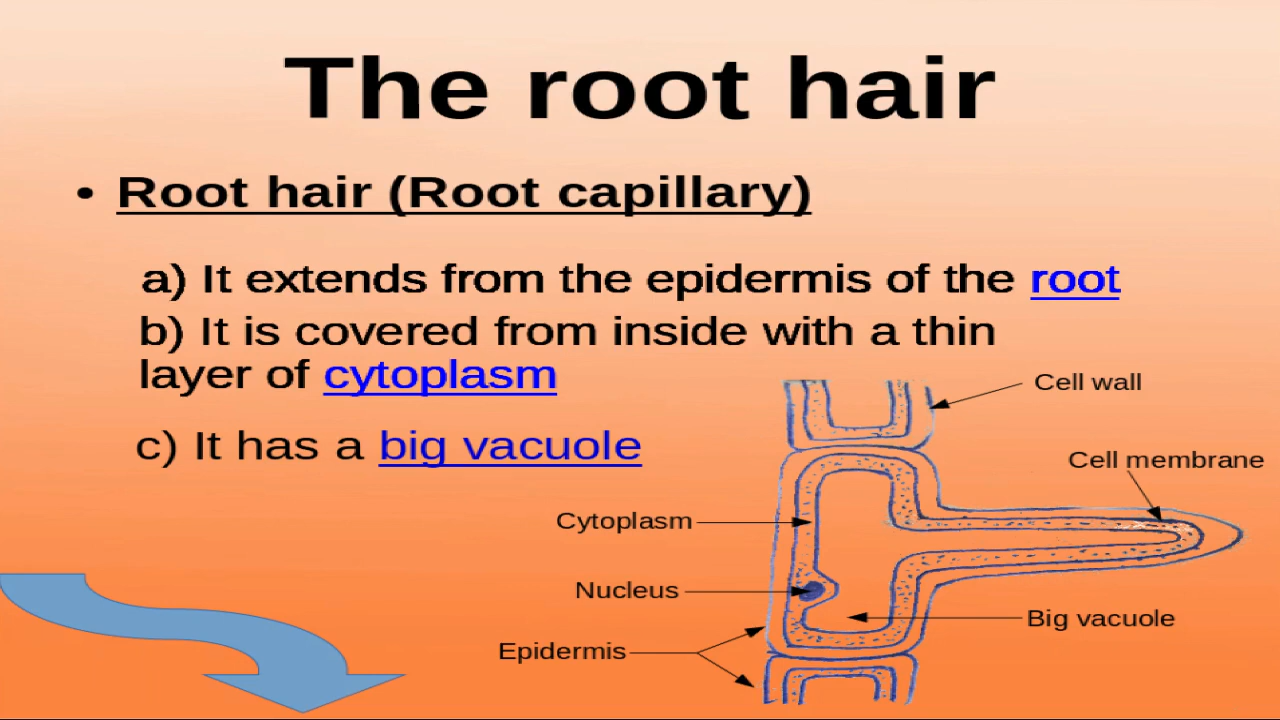 The root hair
• Root hair (Root capillary)
a) It extends from the epidermis of the root
b) It is covered from inside with a thin
layer of cytoplasm
c) It has a big vacuole
Cell wall
Cell membrane
Cytoplasm
Nucleus
Big vacuole
Epidermis